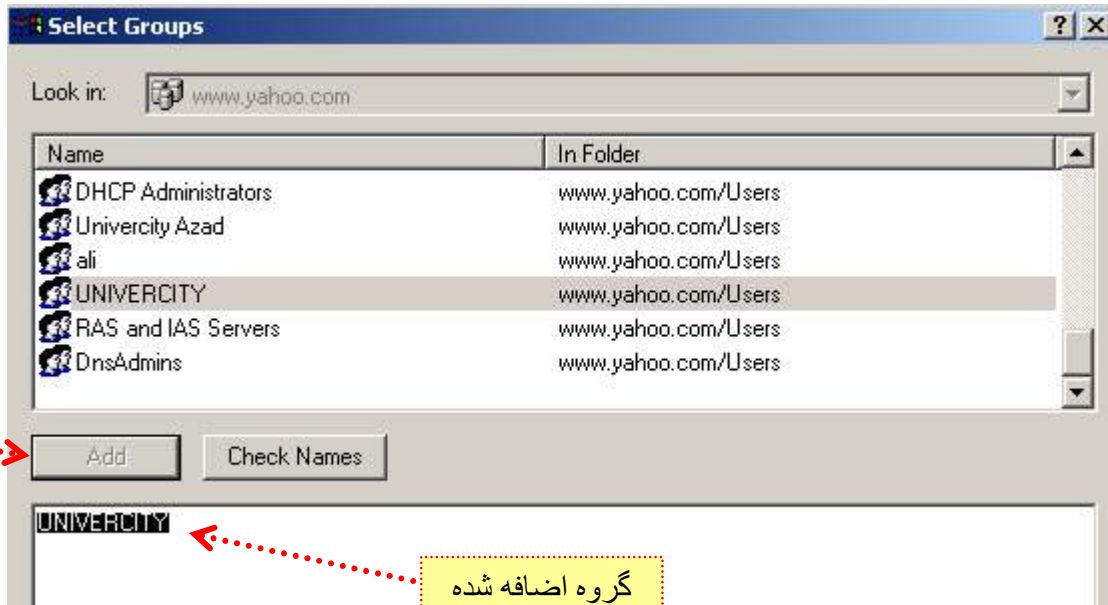 Select Groups
Look in: www.yahoo.com
Name In Folder
DHCP Administrators www.yahoo.com/Users
Univercity Azad www.yahoo.com/Users
ali www.yahoo.com/Users
UNIVERCITY www.yahoo.com/Users
RAS and IAS Servers www.yahoo.com/Users
DnsAdmins www.yahoo.com/Users
Add Check Names
UNIVERCITY
گروه اضافه شده